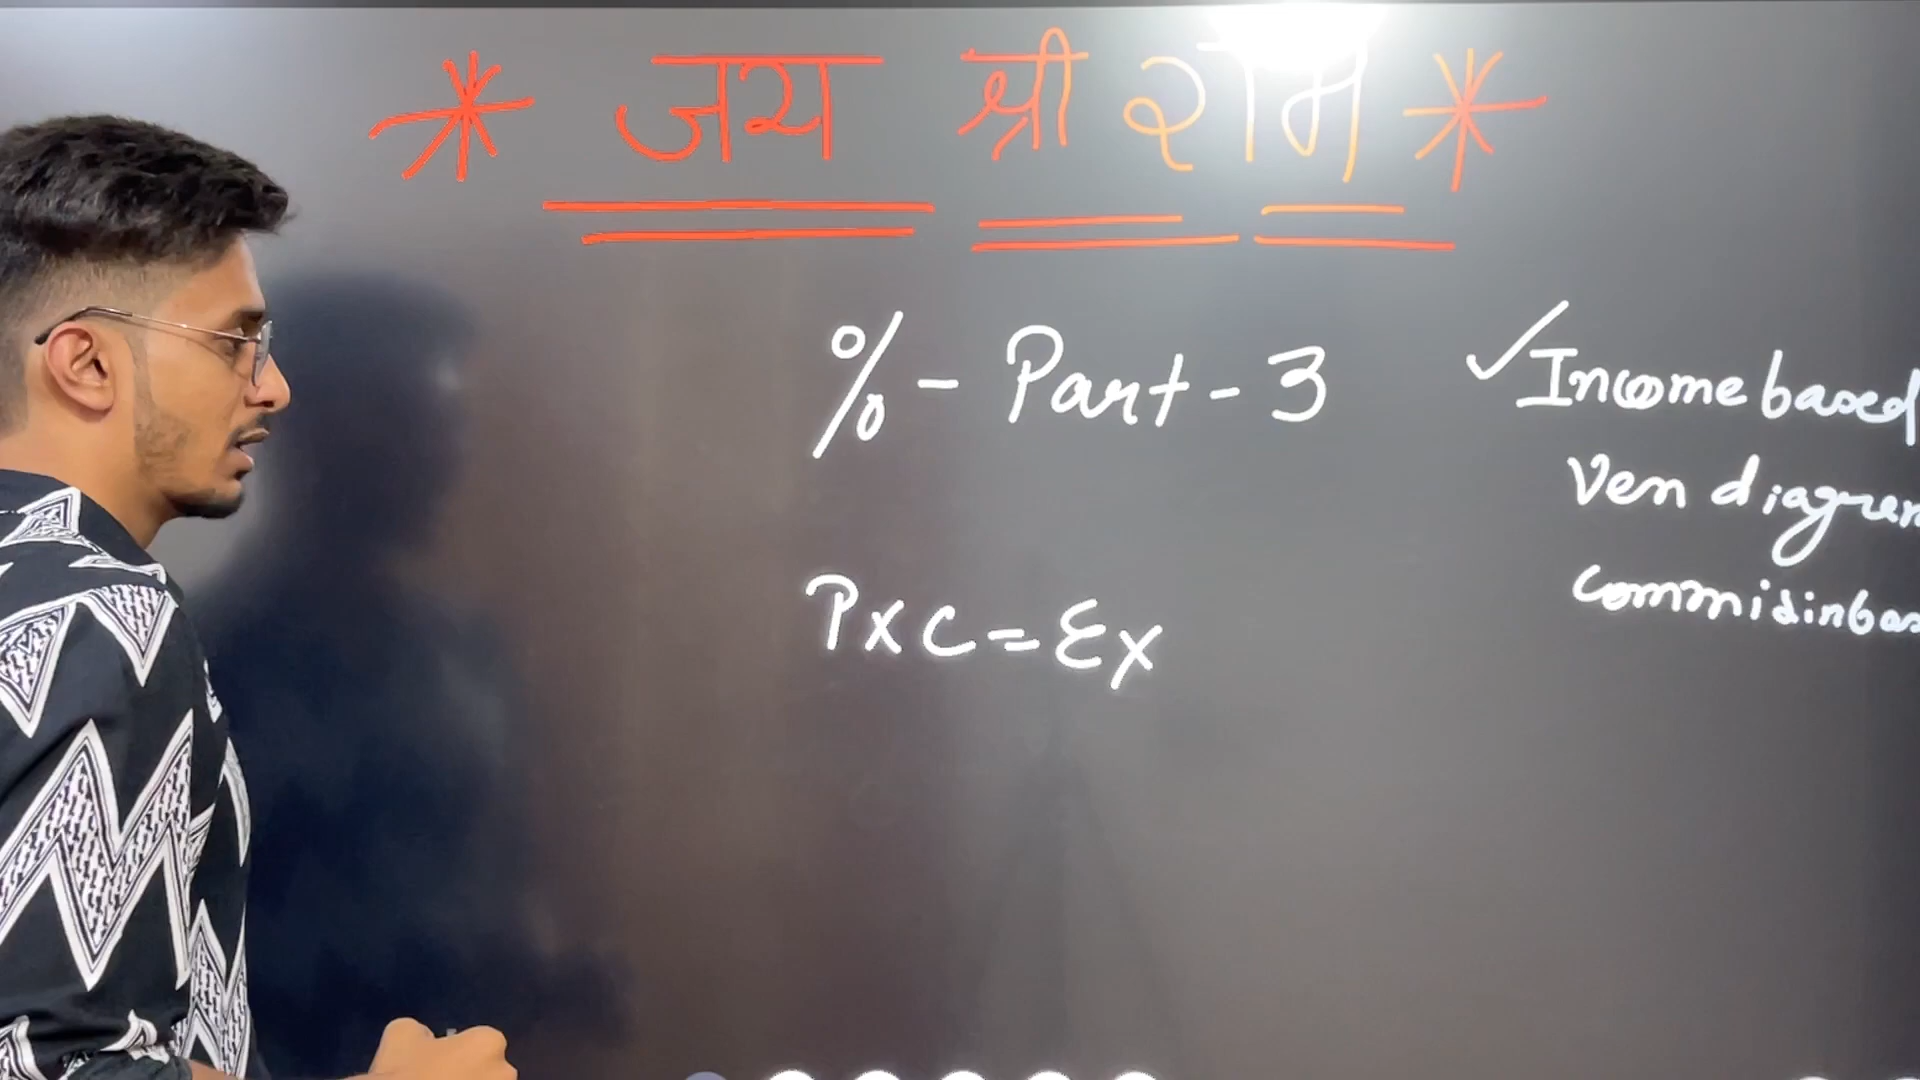 * जय श्री राम *
% - Part - 3
✓ Income based
Ven diagram
P x C = Ex